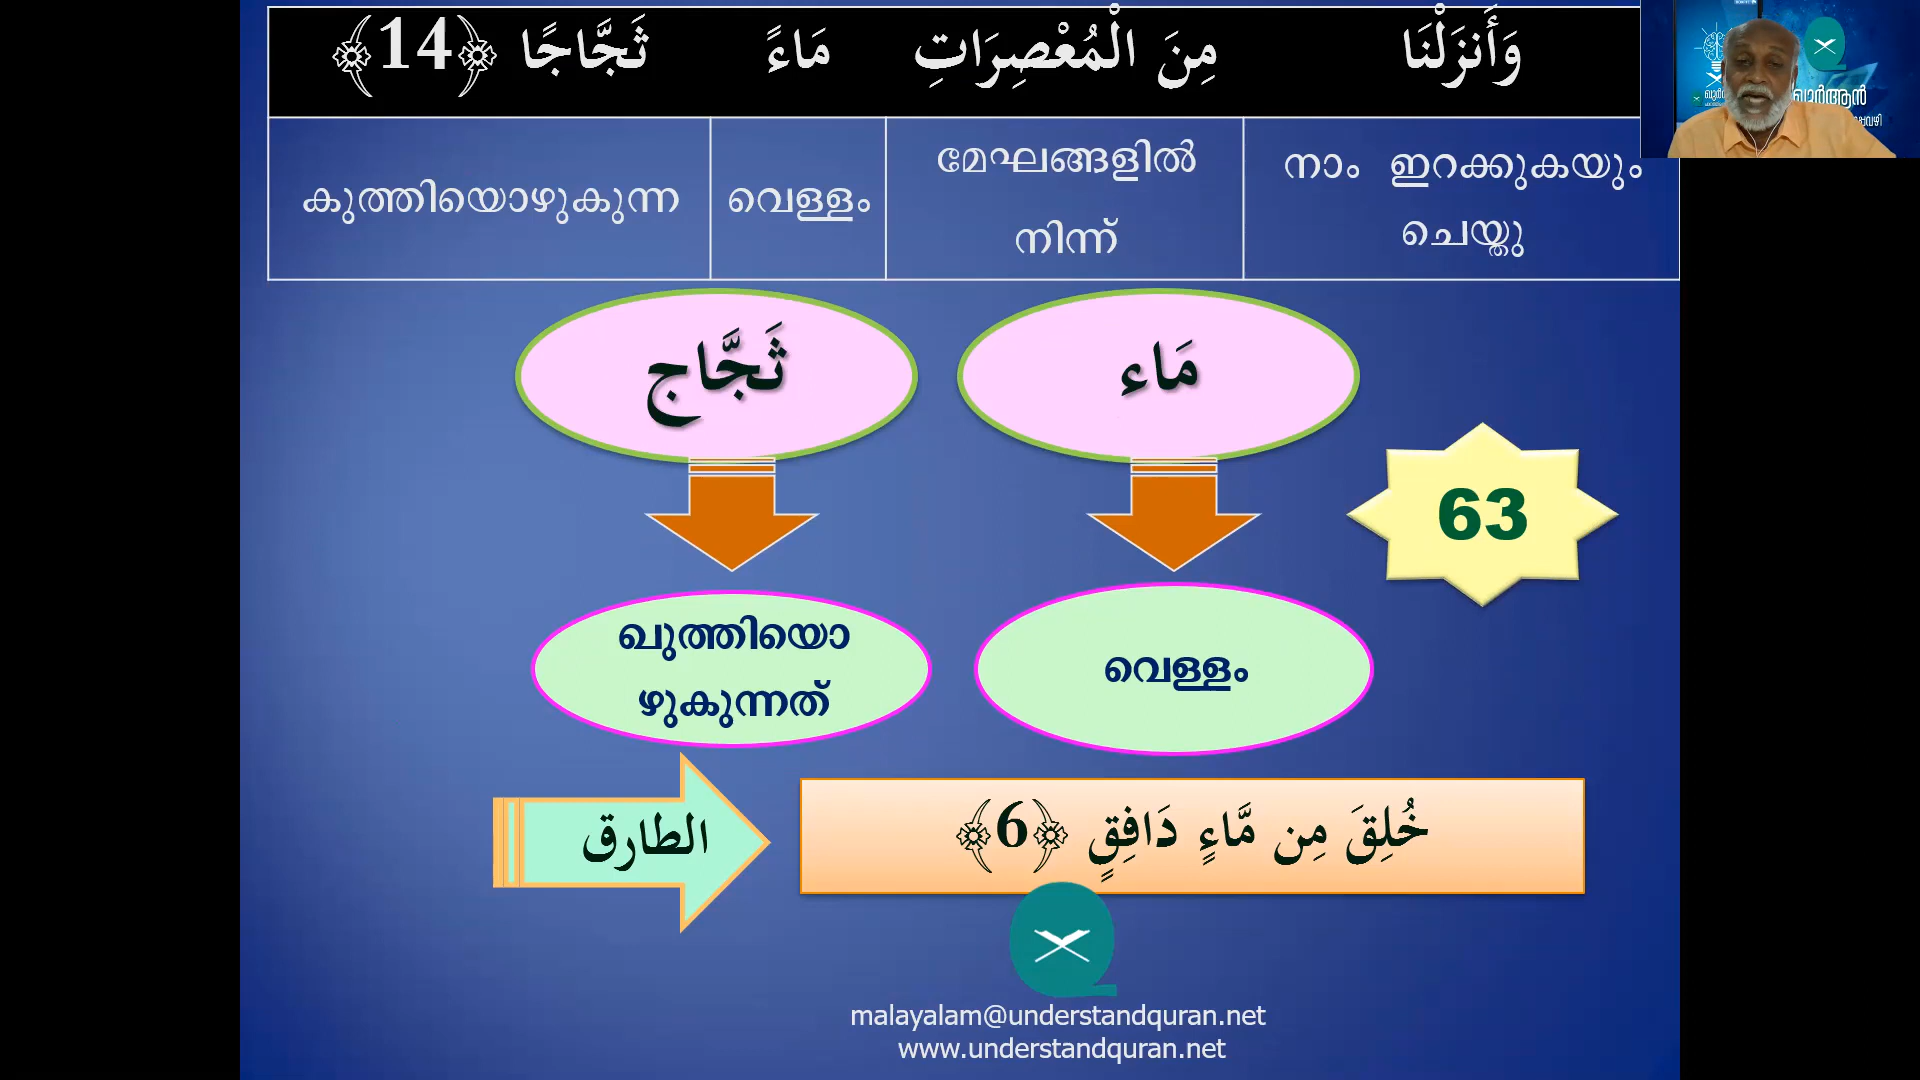 وَأَنزَلْنَا مِنَ الْمُعْصِرَاتِ مَاءً ثَجَّاجًا ﴿14﴾
നാം ഇറക്കുകയും
ചെയ്തു
മേഘങ്ങളിൽ
നിന്ന്
വെള്ളം
കുത്തിയൊഴുകുന്ന
مَاء
ثَجَّاج
63
വെള്ളം
ഖുത്തിയൊ
ഴുകുന്നത്
الطارق
خُلِقَ مِن مَّاءٍ دَافِقٍ ﴿6﴾
malayalam@understandquran.net
www.understandquran.net